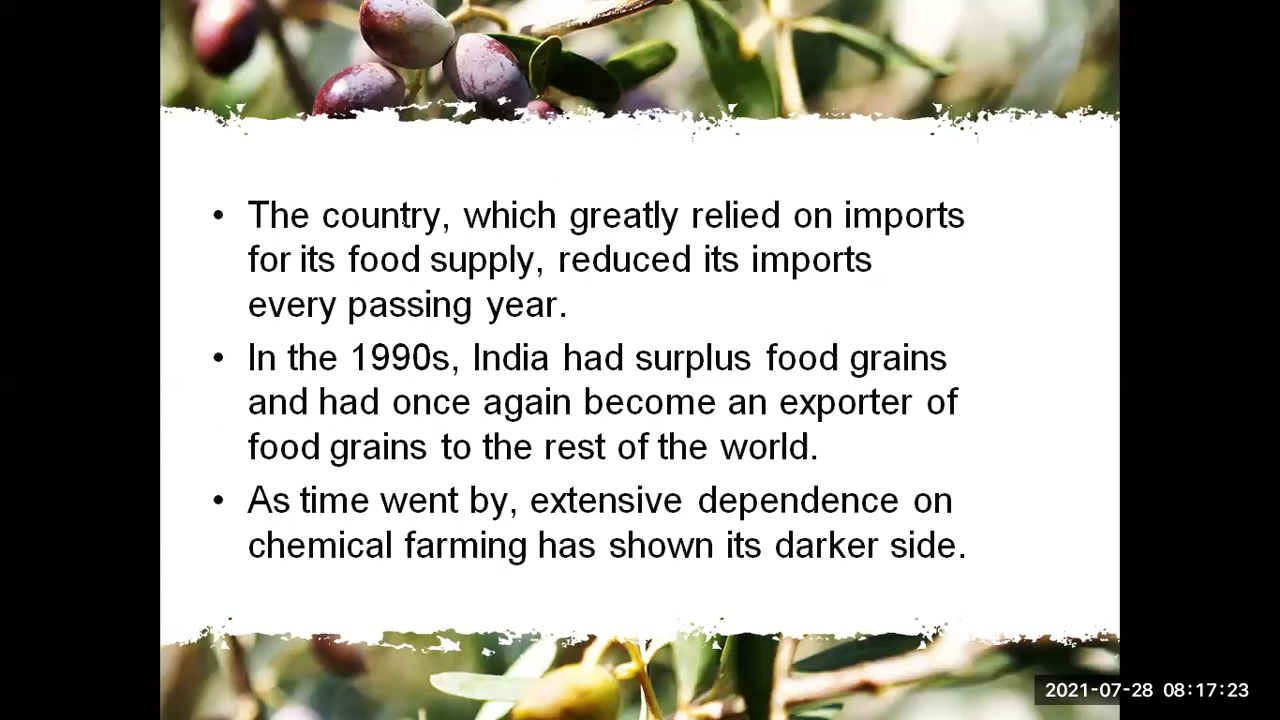 • The country, which greatly relied on imports
for its food supply, reduced its imports
every passing year.
• In the 1990s, India had surplus food grains
and had once again become an exporter of
food grains to the rest of the world.
• As time went by, extensive dependence on
chemical farming has shown its darker side.
2021-07-28 08:17:23